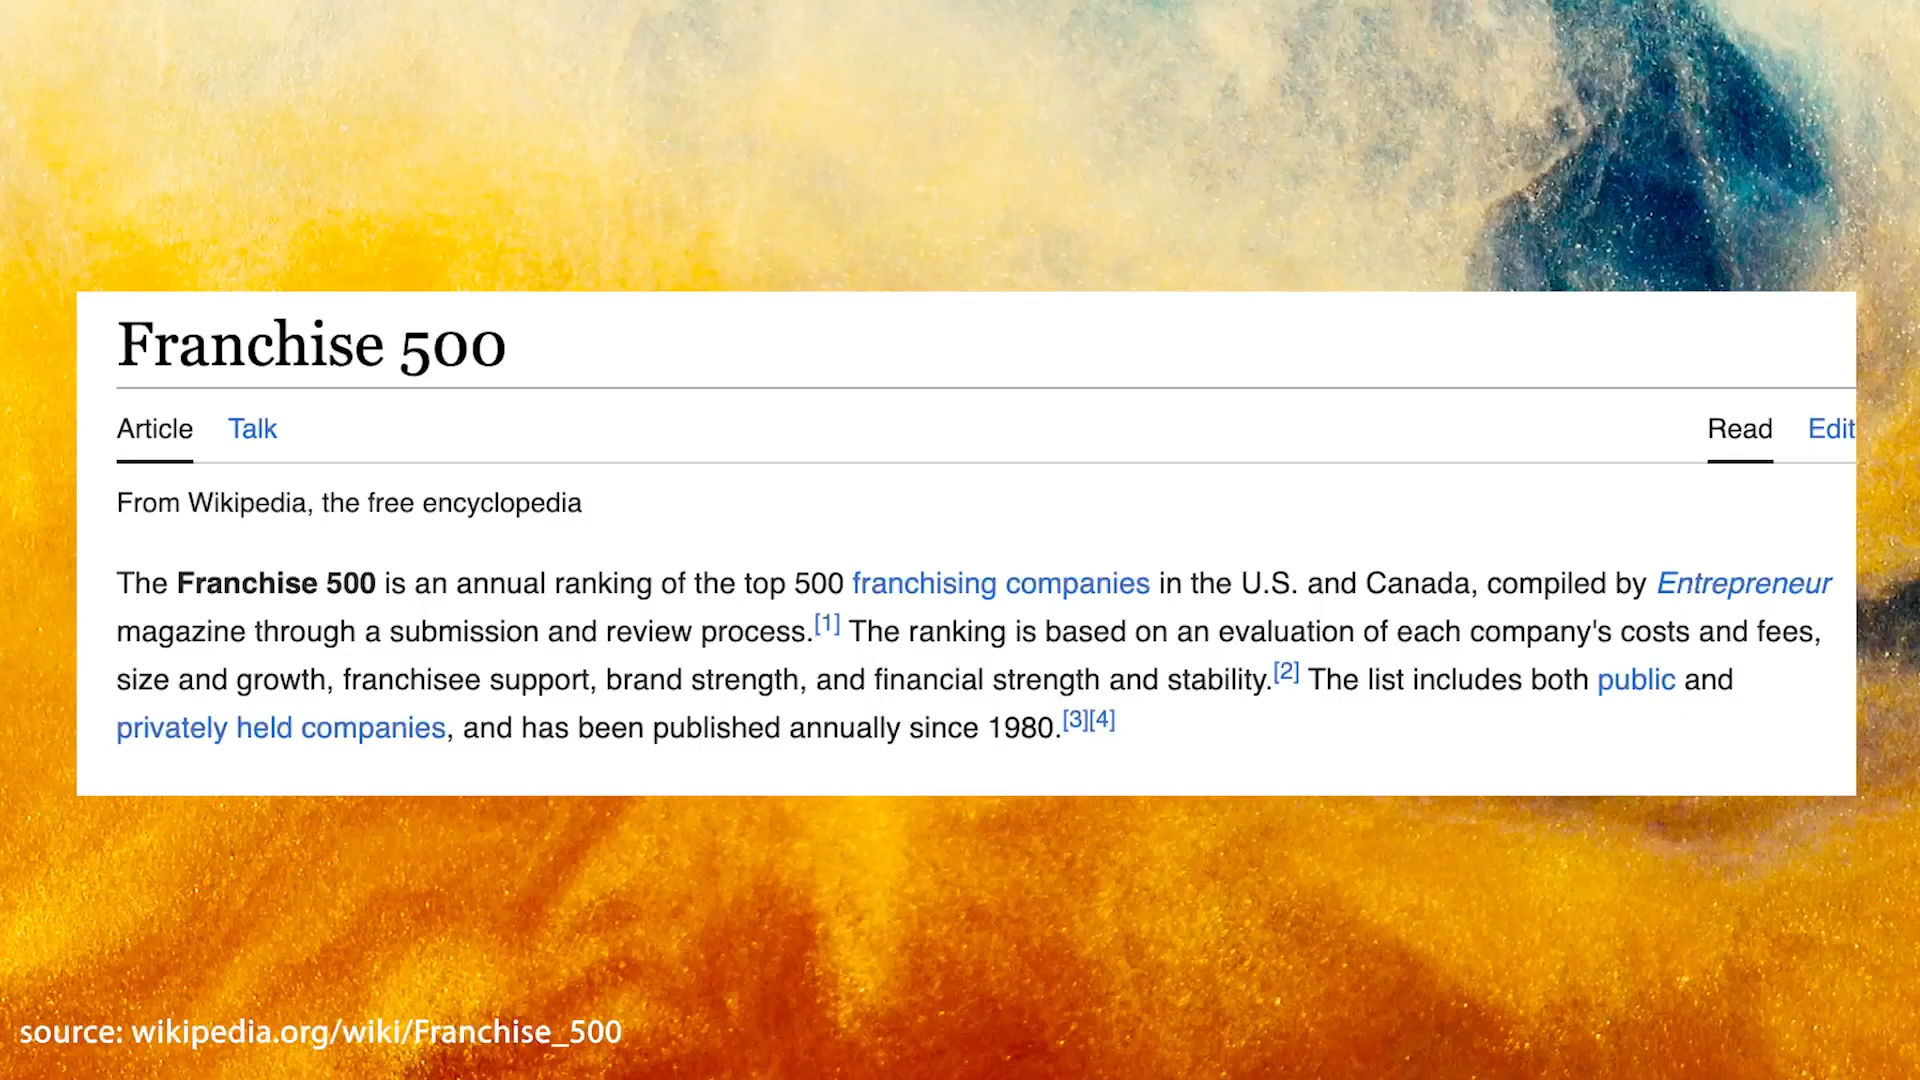 Franchise 500
Article Talk Read Edit
From Wikipedia, the free encyclopedia
The Franchise 500 is an annual ranking of the top 500 franchising companies in the U.S. and Canada, compiled by Entrepreneur
magazine through a submission and review process.[1] The ranking is based on an evaluation of each company's costs and fees,
size and growth, franchisee support, brand strength, and financial strength and stability.[2] The list includes both public and
privately held companies, and has been published annually since 1980.[3][4]
source: wikipedia.org/wiki/Franchise_500